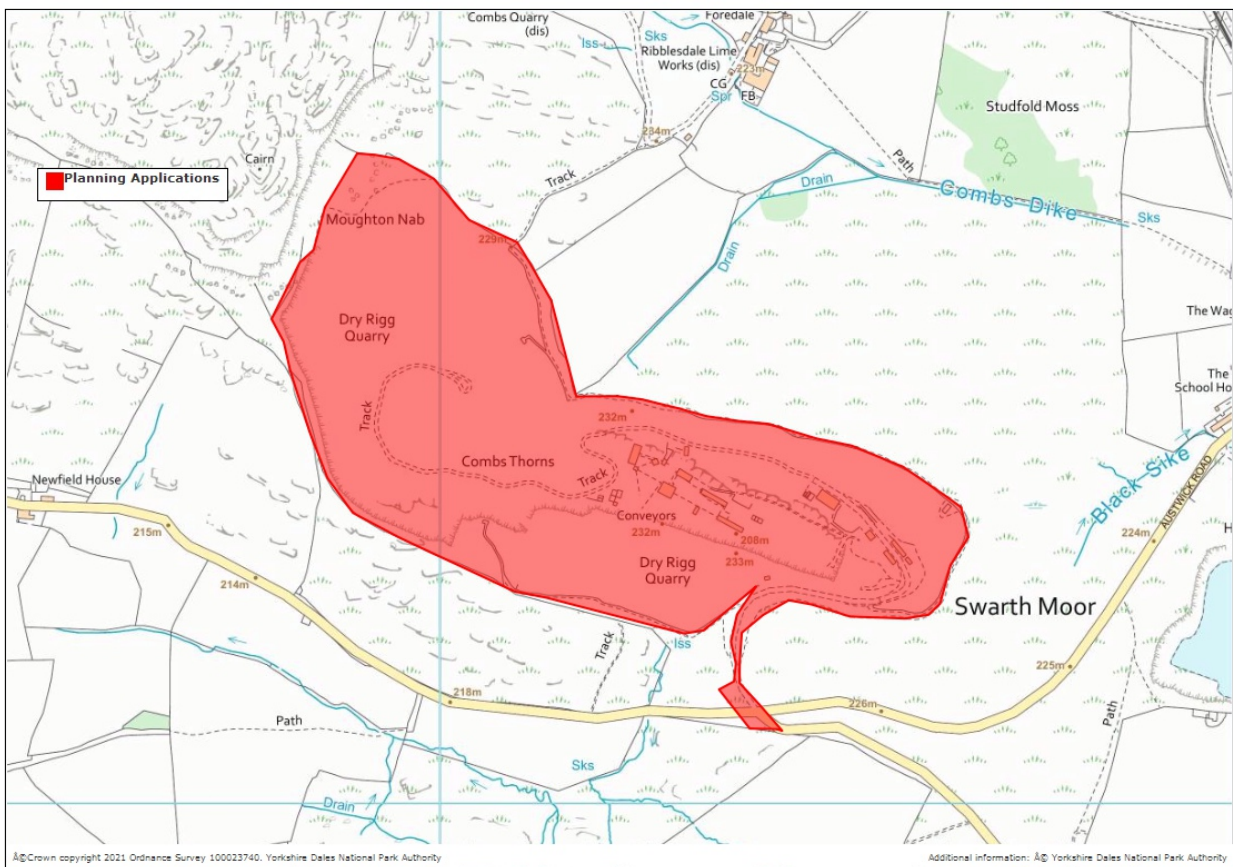 Combs Quarry
(dis)
Foredale
Sks
Iss
Ribblesdale Lime
Works (dis)
223m
CG
FB
Spr
Studfold Moss
Cairn
234m
Planning Applications
Track
Path
Drain
Combs Dike
Sks
Moughton Nab
229m
Drain
The Wag
Dry Rigg
Quarry
The
School Ho
232m
Track
Combs Thorns
Track
Newfield House
Black Sike
AUSTWICK ROAD
Conveyors
215m
232m
208m
233m
224m
H
Dry Rigg
Quarry
214m
Swarth Moor
Iss
Track
225m
218m
226m
Path
Path
Sks
Drain
Â©Crown copyright 2021 Ordnance Survey 100023740. Yorkshire Dales National Park Authority
Additional information: Â© Yorkshire Dales National Park Authority